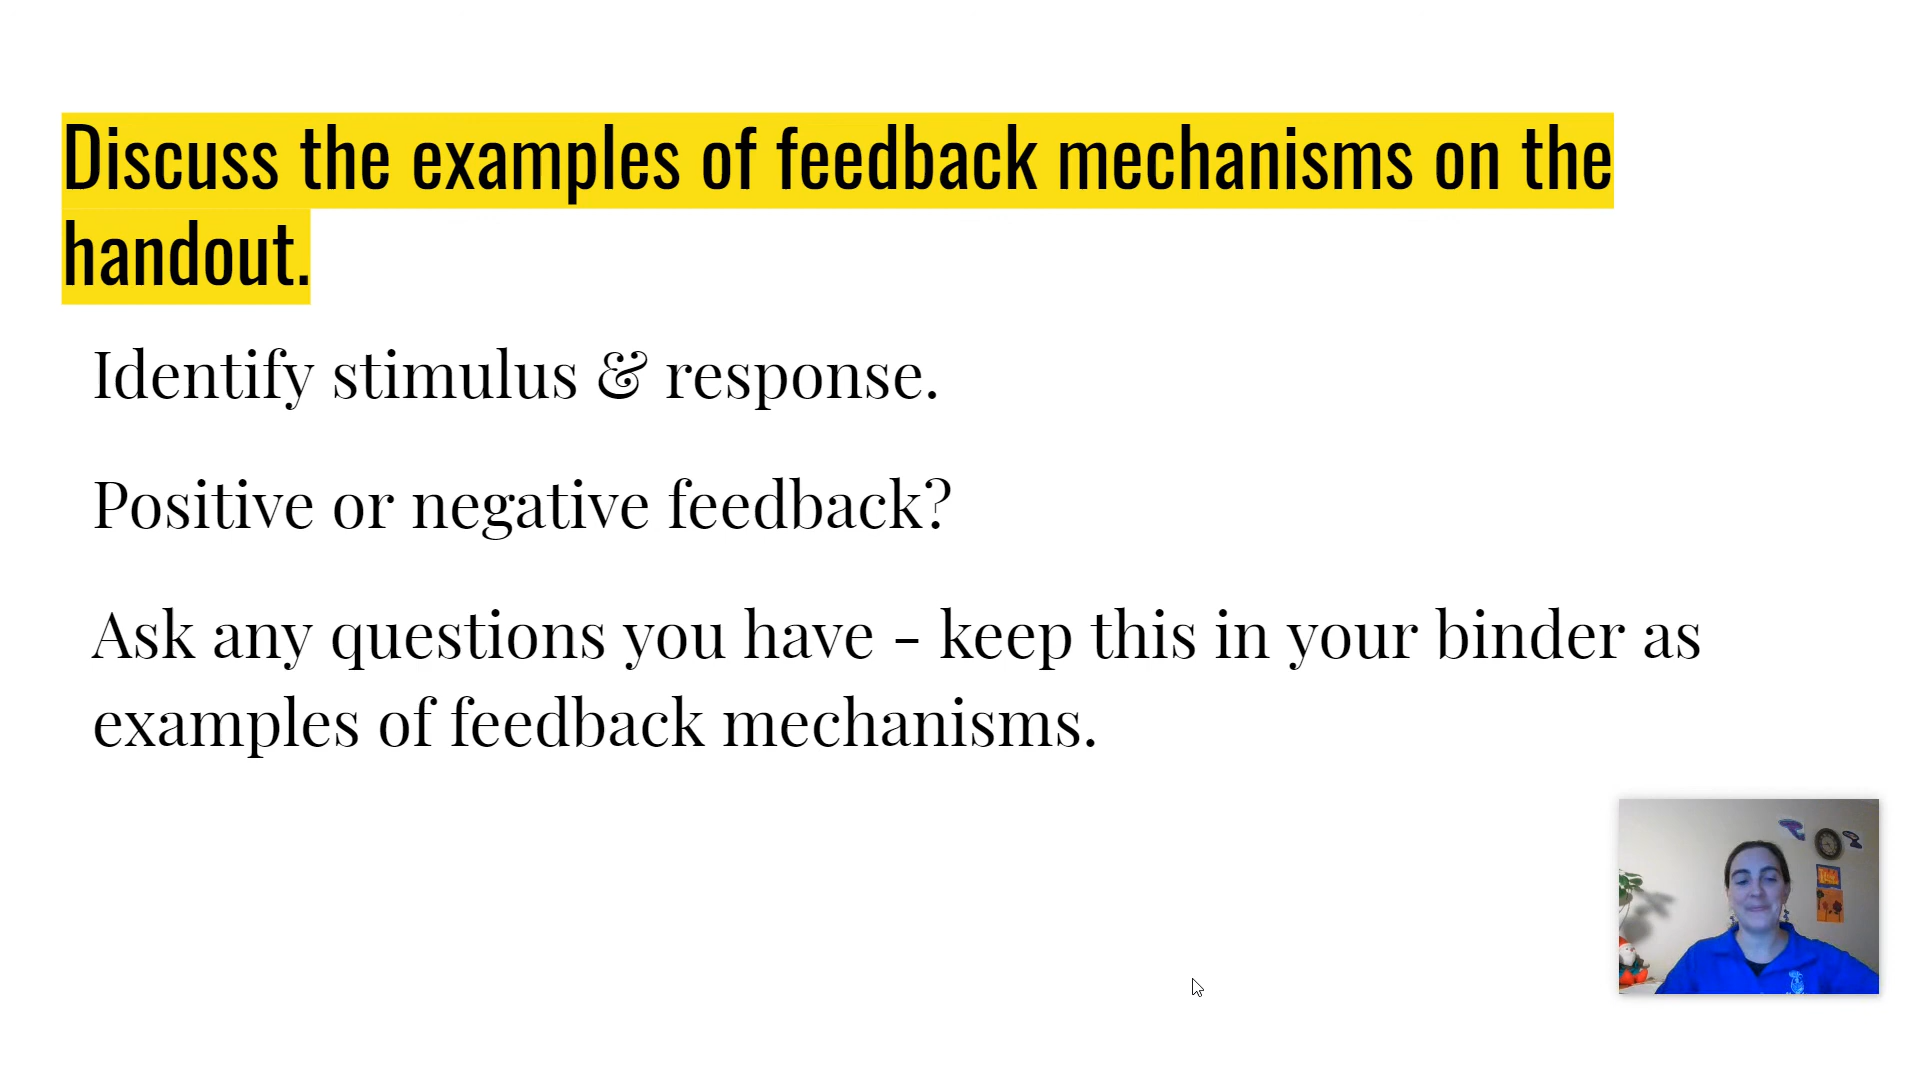 Discuss the examples of feedback mechanisms on the
handout.
Identify stimulus & response.
Positive or negative feedback?
Ask any questions you have - keep this in your binder as
examples of feedback mechanisms.